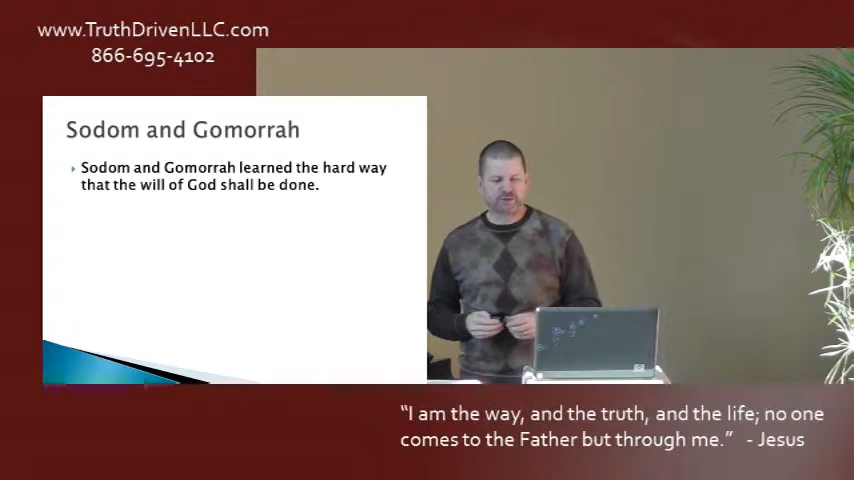 www.TruthDrivenLLC.com
866-695-4102
Sodom and Gomorrah
Sodom and Gomorrah learned the hard way
that the will of God shall be done.
“I am the way, and the truth, and the life; no one
comes to the Father but through me.” - Jesus